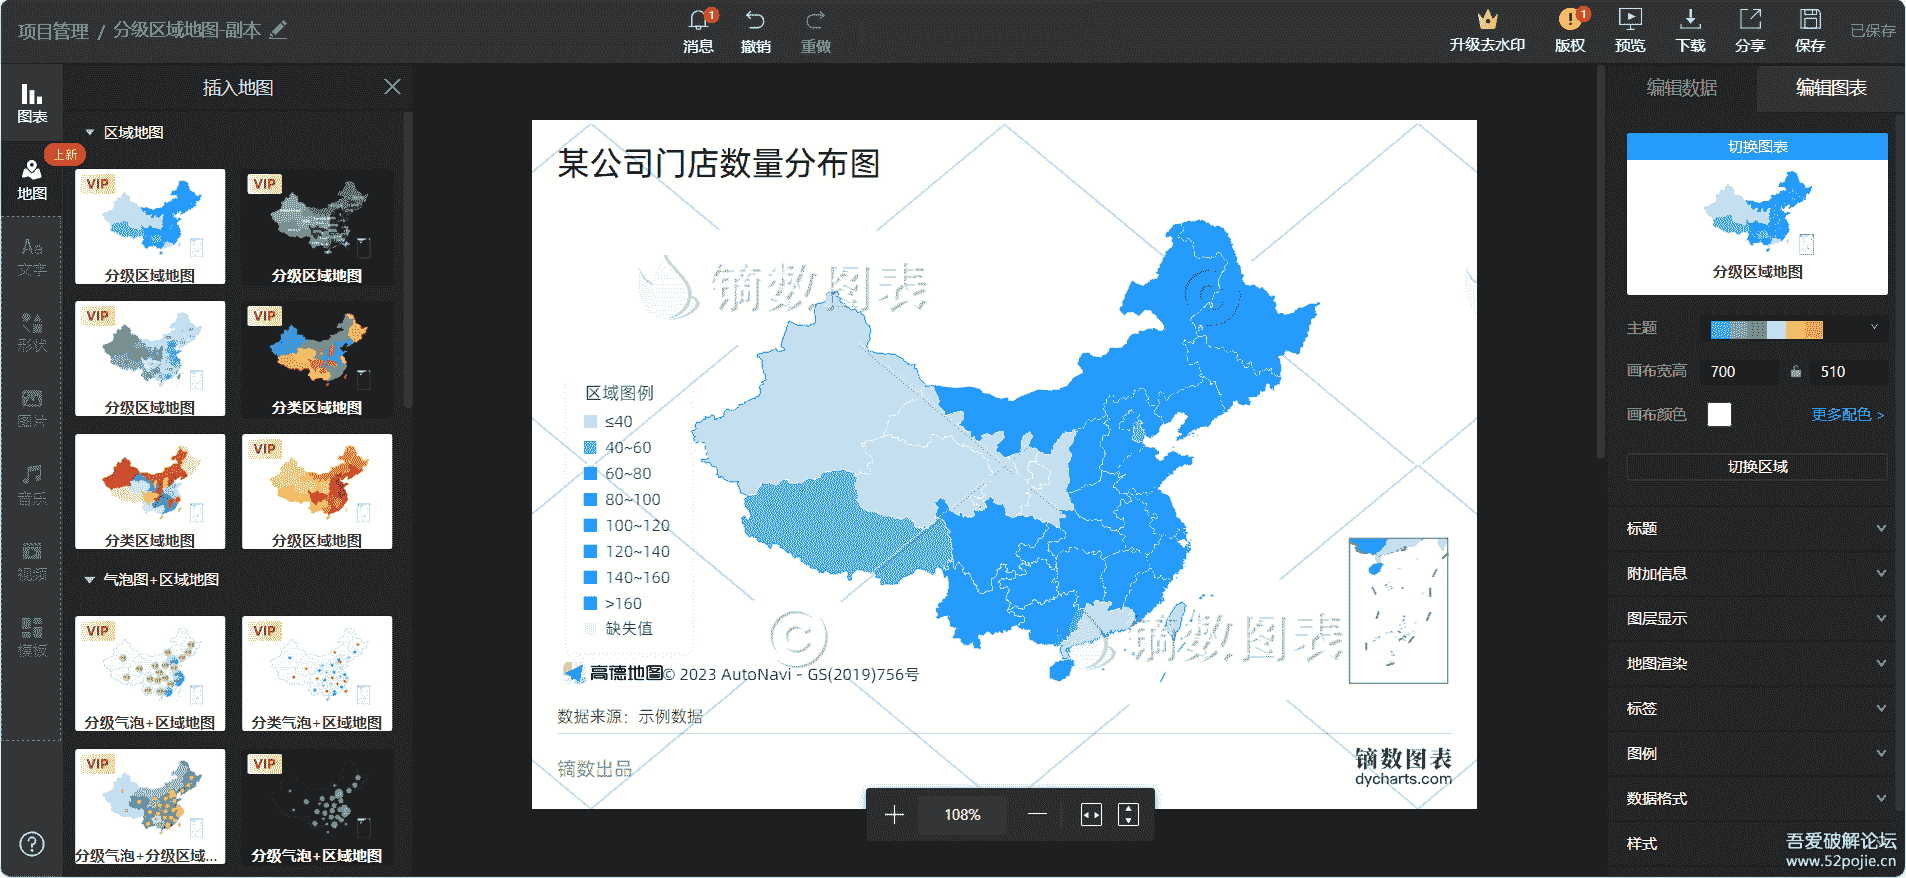 项目管理 / 分级区域地图-副本
消息 1
撤销
重做
升级去水印
版权 1
预览
下载
分享
保存
已保存
图表
上新
地图
Aa
文字
形状
图片
音乐
视频
模板
插入地图
区域地图
VIP
分级区域地图
VIP
分级区域地图
VIP
分级区域地图
VIP
分类区域地图
分类区域地图
VIP
分级区域地图
气泡图+区域地图
VIP
分级气泡+区域地图
VIP
分类气泡+区域地图
VIP
分级气泡+分级区域...
VIP
分级气泡+区域地图
某公司门店数量分布图
镝数图表
区域图例
≤40
40~60
60~80
80~100
100~120
120~140
140~160
>160
缺失值
镝数图表
高德地图© 2023 AutoNavi - GS(2019)756号
数据来源：示例数据
镝数出品
镝数图表
dycharts.com
108%
编辑数据
编辑图表
切换图表
分级区域地图
主题
画布宽高 700 510
画布颜色 更多配色 >
切换区域
标题
附加信息
图层显示
地图渲染
标签
图例
数据格式
样式
吾爱破解论坛
www.52pojie.cn